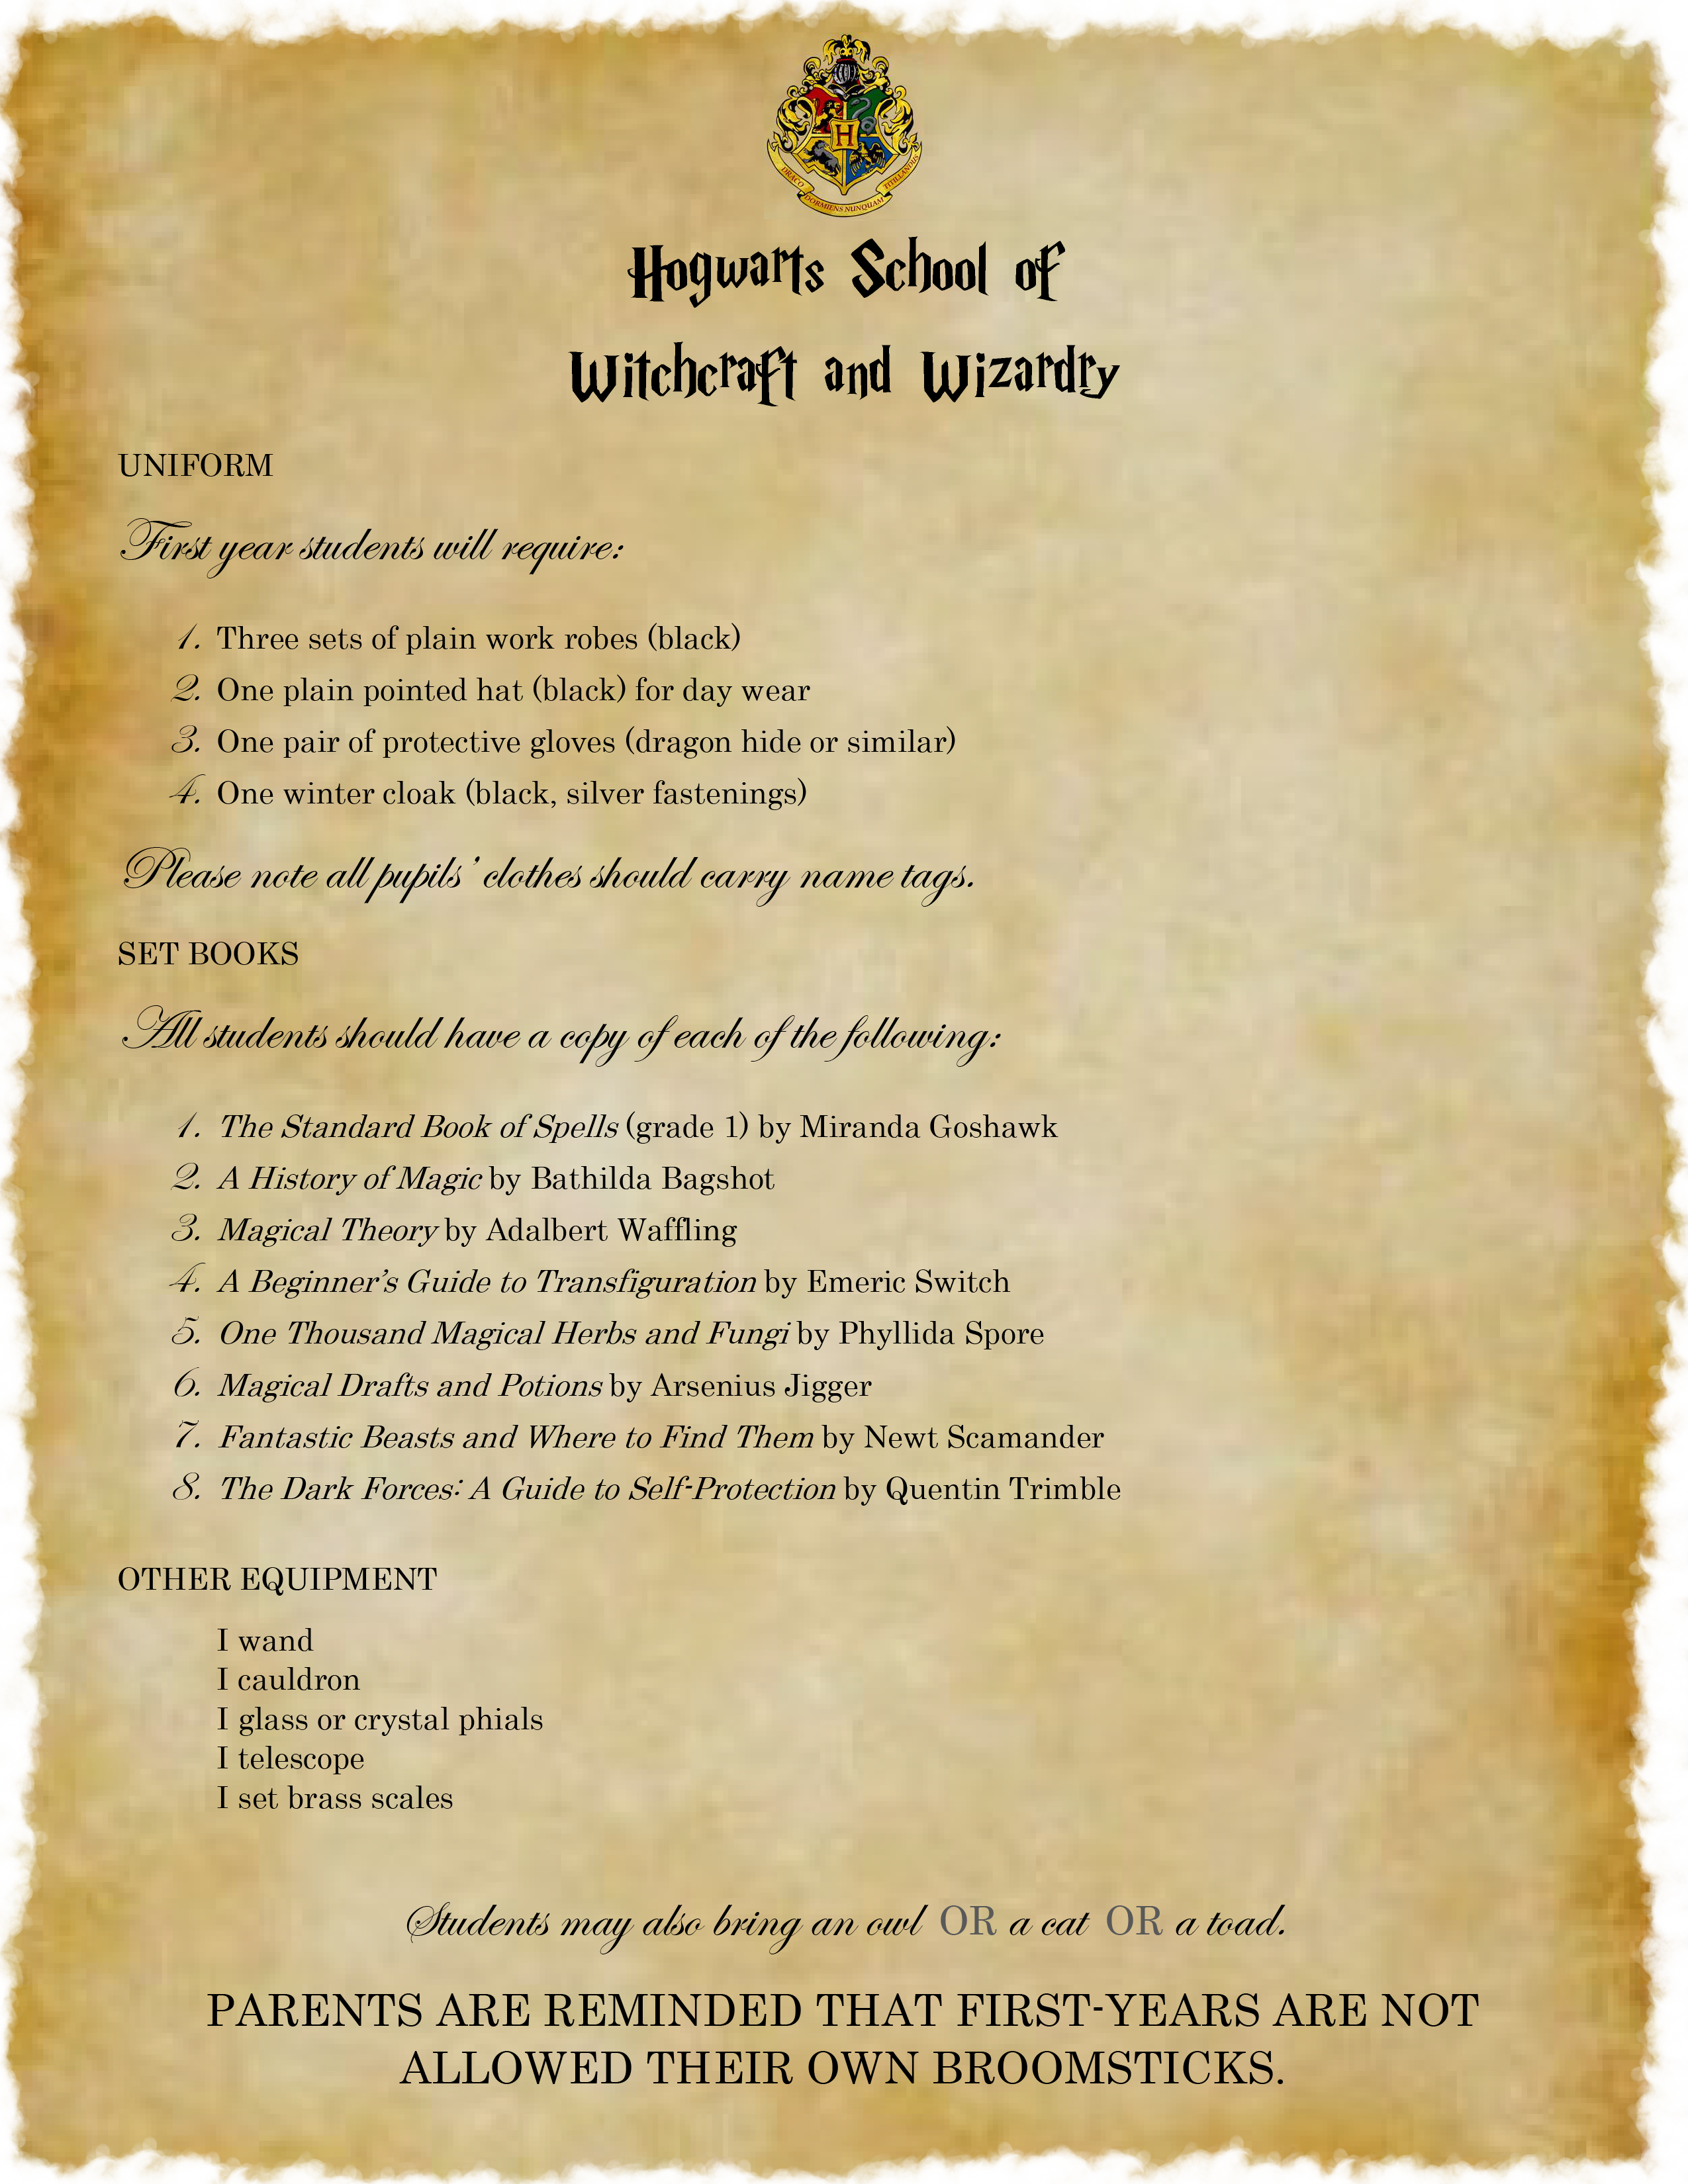 DRACO DORMIENS NUNQUAM TITILLANDUS
H
Hogwarts School of
Witchcraft and Wizardry
UNIFORM
First year students will require:
1. Three sets of plain work robes (black)
2. One plain pointed hat (black) for day wear
3. One pair of protective gloves (dragon hide or similar)
4. One winter cloak (black, silver fastenings)
Please note all pupils' clothes should carry name tags.
SET BOOKS
All students should have a copy of each of the following:
1. The Standard Book of Spells (grade 1) by Miranda Goshawk
2. A History of Magic by Bathilda Bagshot
3. Magical Theory by Adalbert Waffling
4. A Beginner's Guide to Transfiguration by Emeric Switch
5. One Thousand Magical Herbs and Fungi by Phyllida Spore
6. Magical Drafts and Potions by Arsenius Jigger
7. Fantastic Beasts and Where to Find Them by Newt Scamander
8. The Dark Forces: A Guide to Self-Protection by Quentin Trimble
OTHER EQUIPMENT
I wand
I cauldron
I glass or crystal phials
I telescope
I set brass scales
Students may also bring an owl OR a cat OR a toad.
PARENTS ARE REMINDED THAT FIRST-YEARS ARE NOT
ALLOWED THEIR OWN BROOMSTICKS.